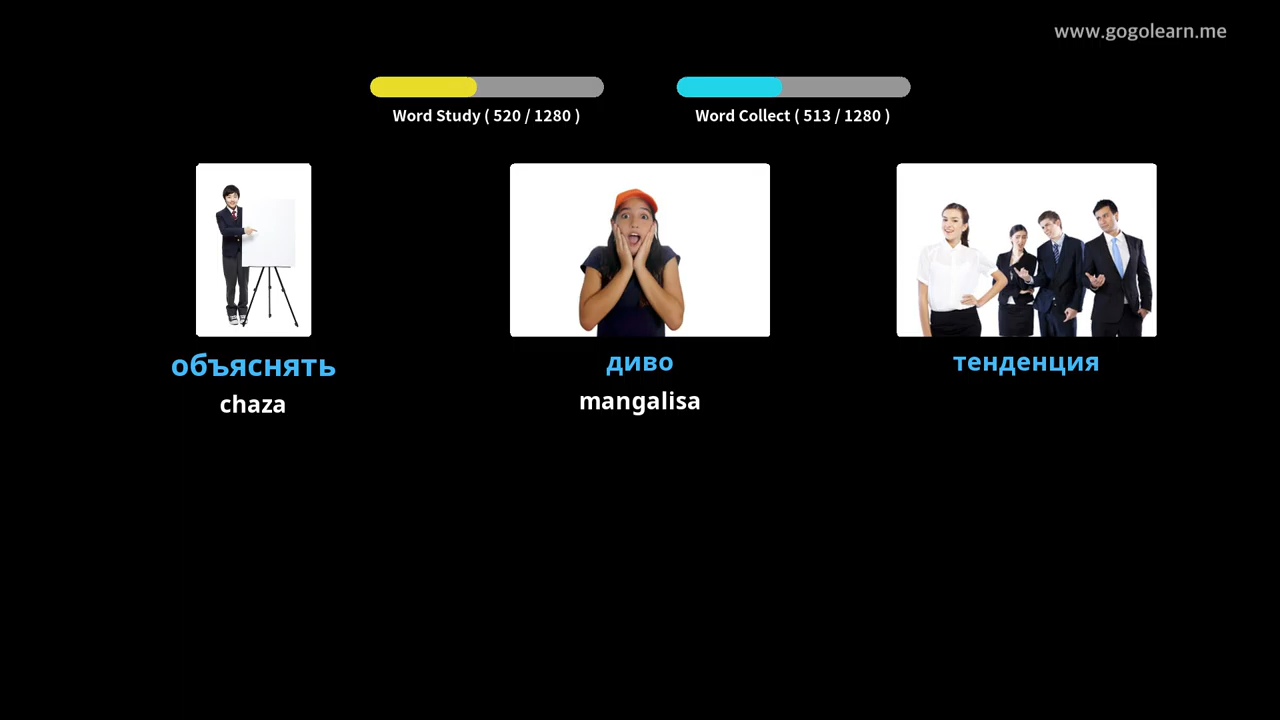 www.gogolearn.me
Word Study ( 520 / 1280 )
Word Collect ( 513 / 1280 )
объяснять
chaza
диво
mangalisa
тенденция